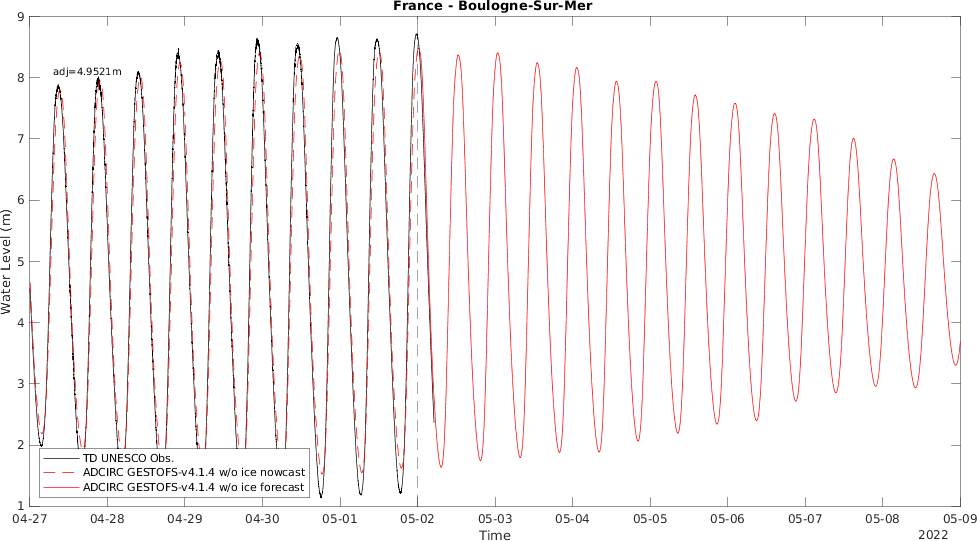 France - Boulogne-Sur-Mer
9
8
7
6
5
4
3
2
1
Water Level (m)
adj=4.9521m
TD UNESCO Obs.
ADCIRC GESTOFS-v4.1.4 w/o ice nowcast
ADCIRC GESTOFS-v4.1.4 w/o ice forecast
04-27 04-28 04-29 04-30 05-01 05-02 05-03 05-04 05-05 05-06 05-07 05-08 05-09
Time
2022